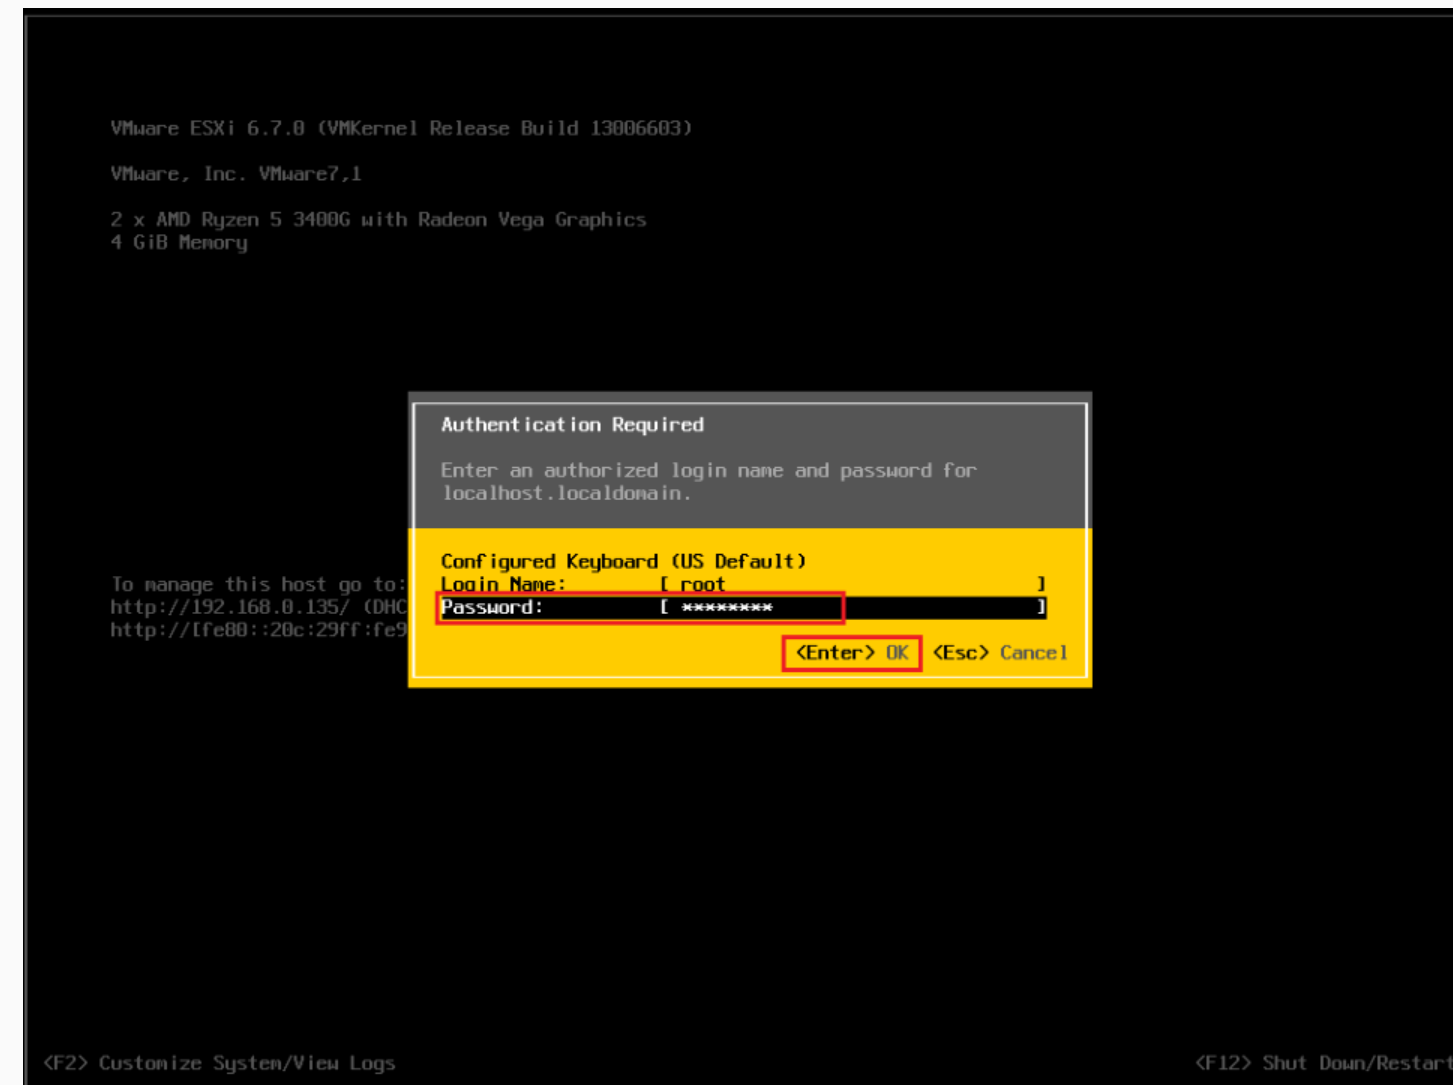 VMware ESXi 6.7.0 (VMKernel Release Build 13006603)
VMware, Inc. VMware7,1
2 x AMD Ryzen 5 3400G with Radeon Vega Graphics
4 GiB Memory
Authentication Required
Enter an authorized login name and password for
localhost.localdomain.
Configured Keyboard (US Default)
Login Name: [ root ]
Password: [ ******** ]
<Enter> OK <Esc> Cancel
To manage this host go to:
http://192.168.0.135/ (DHC
http://[fe80::20c:29ff:fe9
<F2> Customize System/View Logs
<F12> Shut Down/Restart